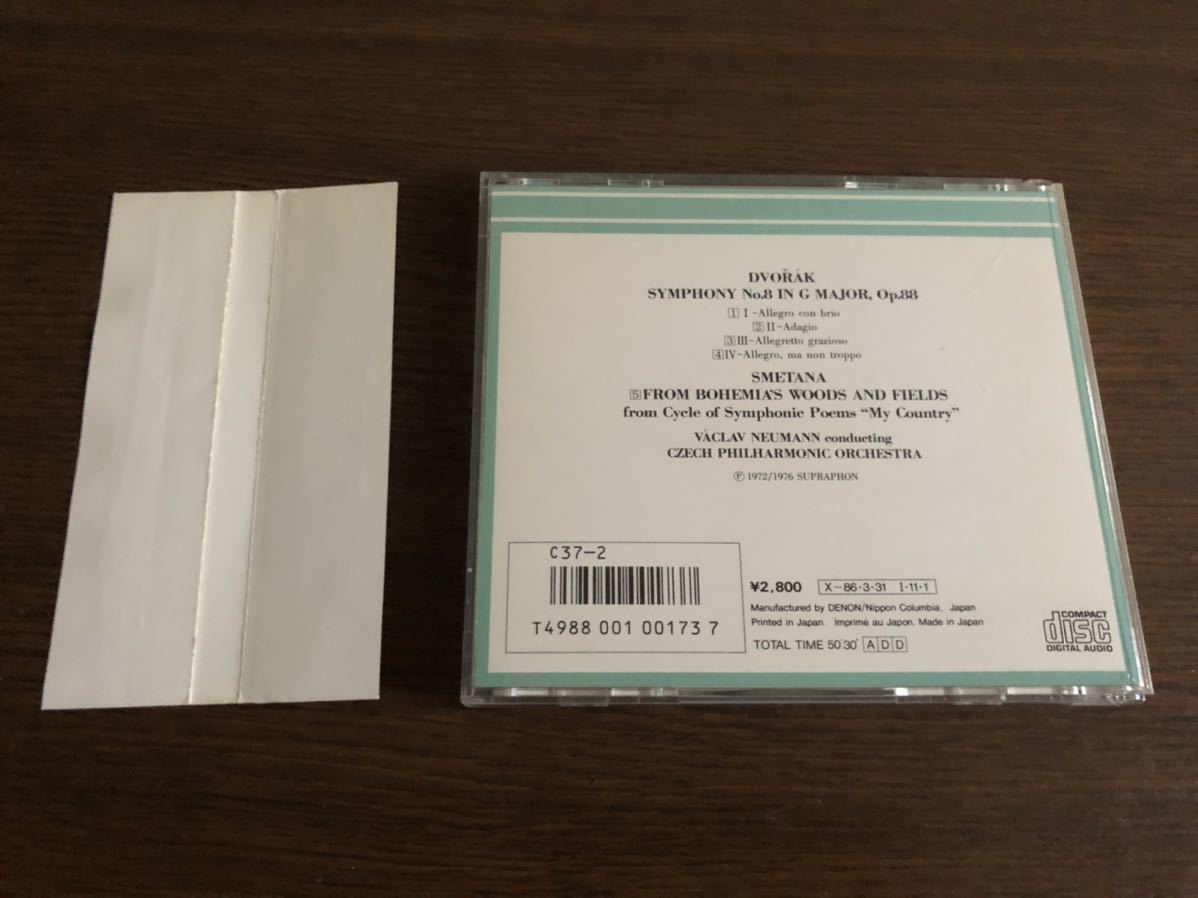 DVOŘÁK
SYMPHONY No.8 IN G MAJOR, Op.88
1 I-Allegro con brio
2 II-Adagio
3 III-Allegretto grazioso
4 IV-Allegro, ma non troppo
SMETANA
5 FROM BOHEMIA'S WOODS AND FIELDS
from Cycle of Symphonic Poems “My Country”
VÁCLAV NEUMANN conducting
CZECH PHILHARMONIC ORCHESTRA
Ⓟ 1972/1976 SUPRAPHON
C37-2
T4988 001 00173 7
¥2,800 X-86・3・31 1・11・1
Manufactured by DENON/Nippon Columbia, Japan
Printed in Japan. Imprimé au Japon. Made in Japan
TOTAL TIME 50'30" A D D
COMPACT
disc
DIGITAL AUDIO